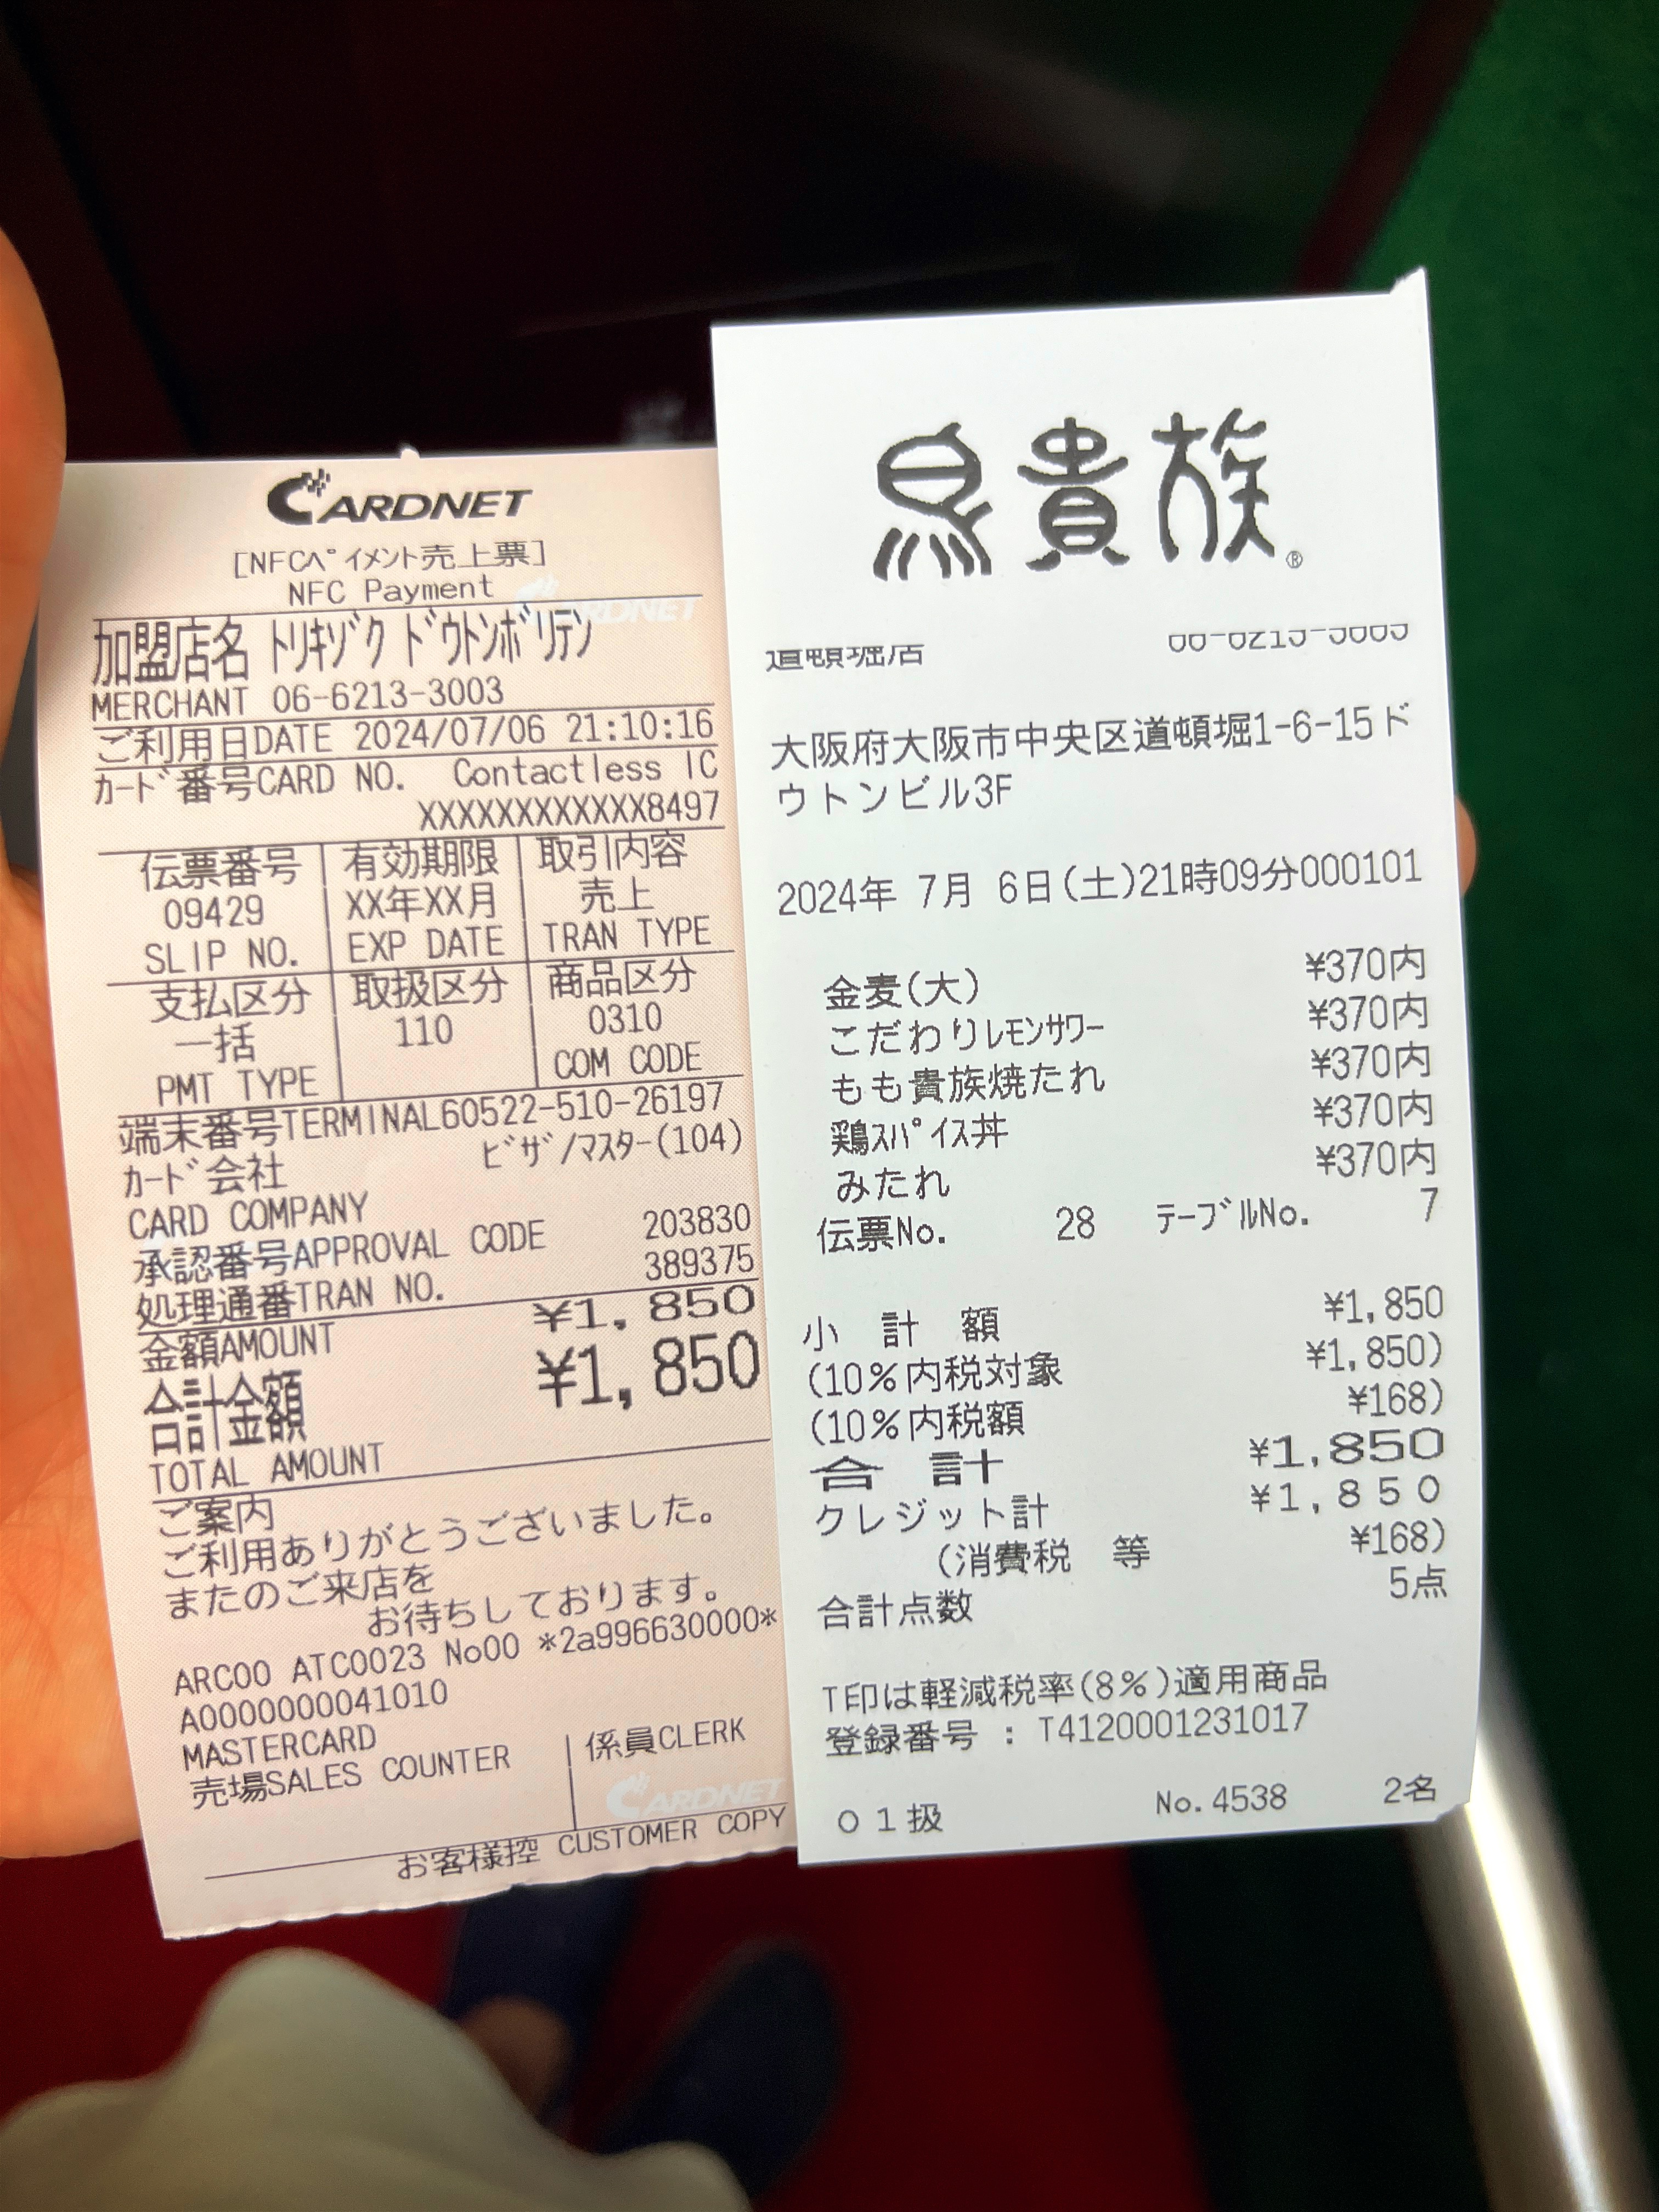 CARDNET
[NFCペイメント売上票]
NFC Payment
加盟店名 トリキゾク ドウトンボリテン
MERCHANT 06-6213-3003
ご利用日DATE 2024/07/06 21:10:16
カード番号CARD NO. Contactless IC
XXXXXXXXXXXX8497
伝票番号 有効期限 取引内容
09429 XX年XX月 売上
SLIP NO. EXP DATE TRAN TYPE
支払区分 取扱区分 商品区分
一括 110 0310
PMT TYPE COM CODE
端末番号TERMINAL60522-510-26197
カード会社 ビザ/マスター(104)
CARD COMPANY
承認番号APPROVAL CODE 203830
処理通番TRAN NO. 389375
金額AMOUNT ¥1,850
合計金額 ¥1,850
TOTAL AMOUNT
ご案内
ご利用ありがとうございました。
またのご来店を
お待ちしております。
ARC00 ATC0023 No00 *2a996630000*
A0000000041010
MASTERCARD
売場SALES COUNTER 係員CLERK
CARDNET
お客様控 CUSTOMER COPY
鳥貴族®
道頓堀店 06-6213-3003
大阪府大阪市中央区道頓堀1-6-15ド
ウトンビル3F
2024年 7月 6日(土)21時09分000101
金麦(大) ¥370内
こだわりレモンサワー ¥370内
もも貴族焼たれ ¥370内
鶏スパイス丼 ¥370内
みたれ ¥370内
伝票No. 28 テーブルNo. 7
小計額 ¥1,850
(10%内税対象 ¥1,850)
(10%内税額 ¥168)
合計 ¥1,850
クレジット計 ¥1,850
(消費税 等 ¥168)
合計点数 5点
T印は軽減税率(8%)適用商品
登録番号 : T4120001231017
01扱 No.4538 2名